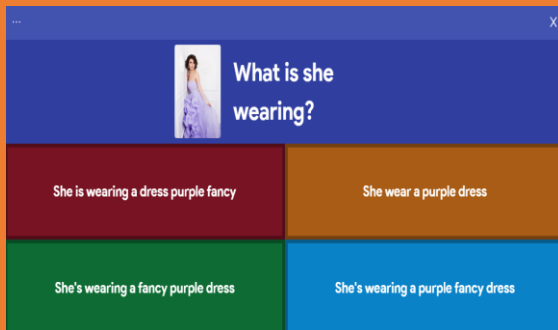 ...
X
What is she
wearing?
She is wearing a dress purple fancy
She wear a purple dress
She's wearing a fancy purple dress
She's wearing a purple fancy dress